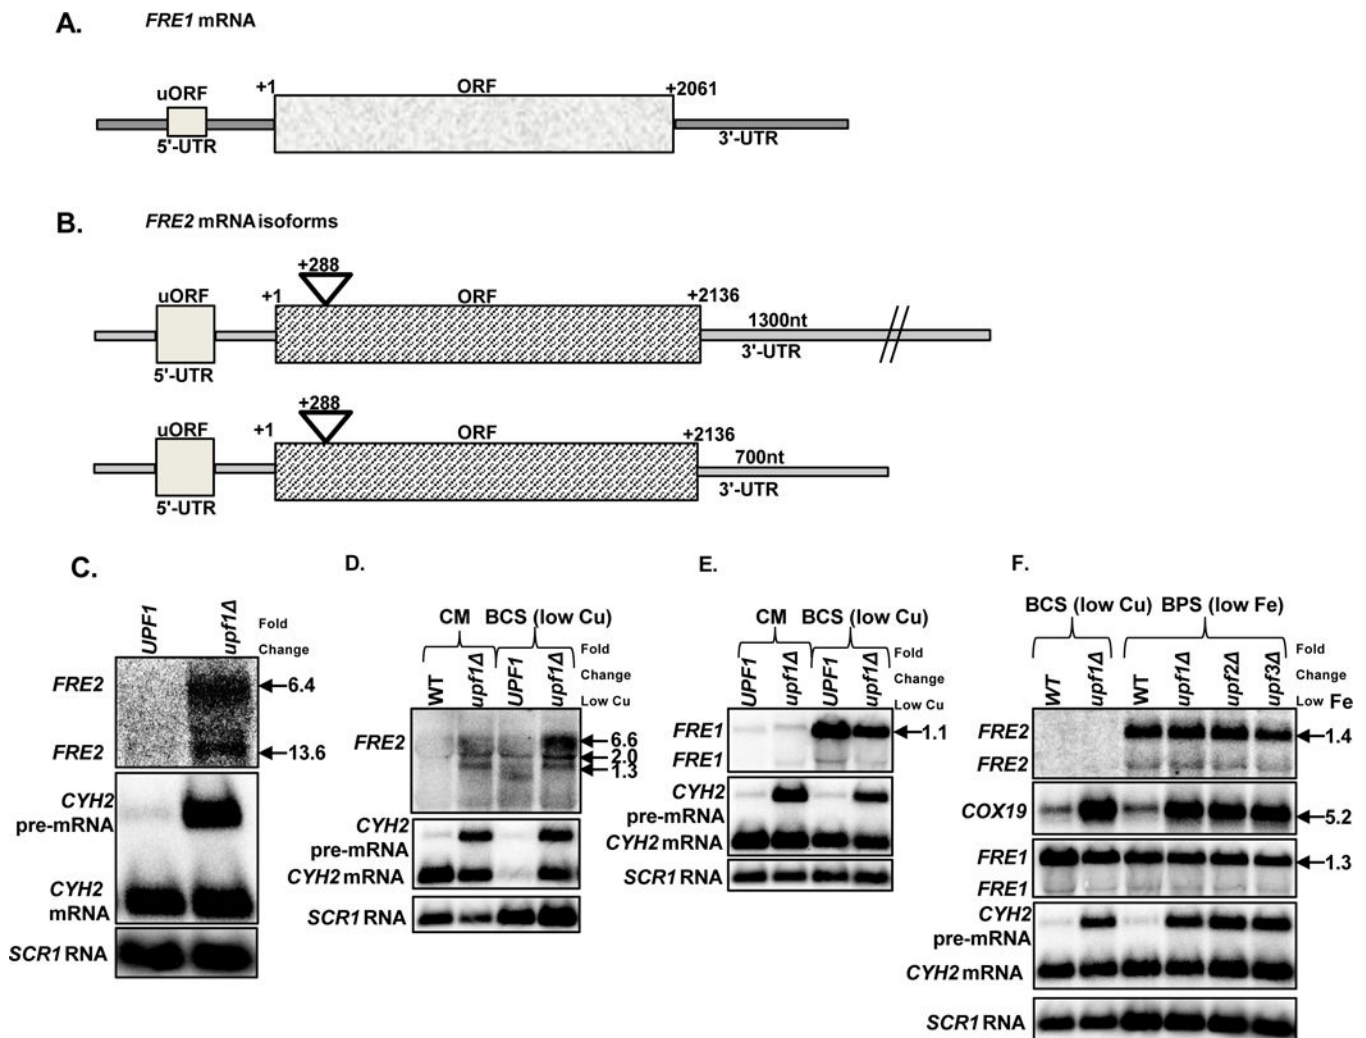 A.
FRE1 mRNA
uORF
+1
ORF
+2061
5'-UTR
3'-UTR
B.
FRE2 mRNA isoforms
+288
uORF
+1
ORF
+2136
1300nt
3'-UTR
5'-UTR
+288
uORF
+1
ORF
+2136
700nt
3'-UTR
5'-UTR
C.
UPF1
upf1Δ
Fold
Change
FRE2
6.4
FRE2
13.6
CYH2
pre-mRNA
CYH2
mRNA
SCR1 RNA
D.
CM
BCS (low Cu)
WT
upf1Δ
UPF1
upf1Δ
Fold
Change
Low Cu
FRE2
6.6
2.0
1.3
CYH2
pre-mRNA
CYH2 mRNA
SCR1 RNA
E.
CM
BCS (low Cu)
UPF1
upf1Δ
UPF1
upf1Δ
Fold
Change
Low Cu
FRE1
1.1
FRE1
CYH2
pre-mRNA
CYH2 mRNA
SCR1 RNA
F.
BCS (low Cu)
BPS (low Fe)
WT
upf1Δ
WT
upf1Δ
upf2Δ
upf3Δ
Fold
Change
Low Fe
FRE2
1.4
FRE2
COX19
5.2
FRE1
1.3
FRE1
CYH2
pre-mRNA
CYH2 mRNA
SCR1 RNA